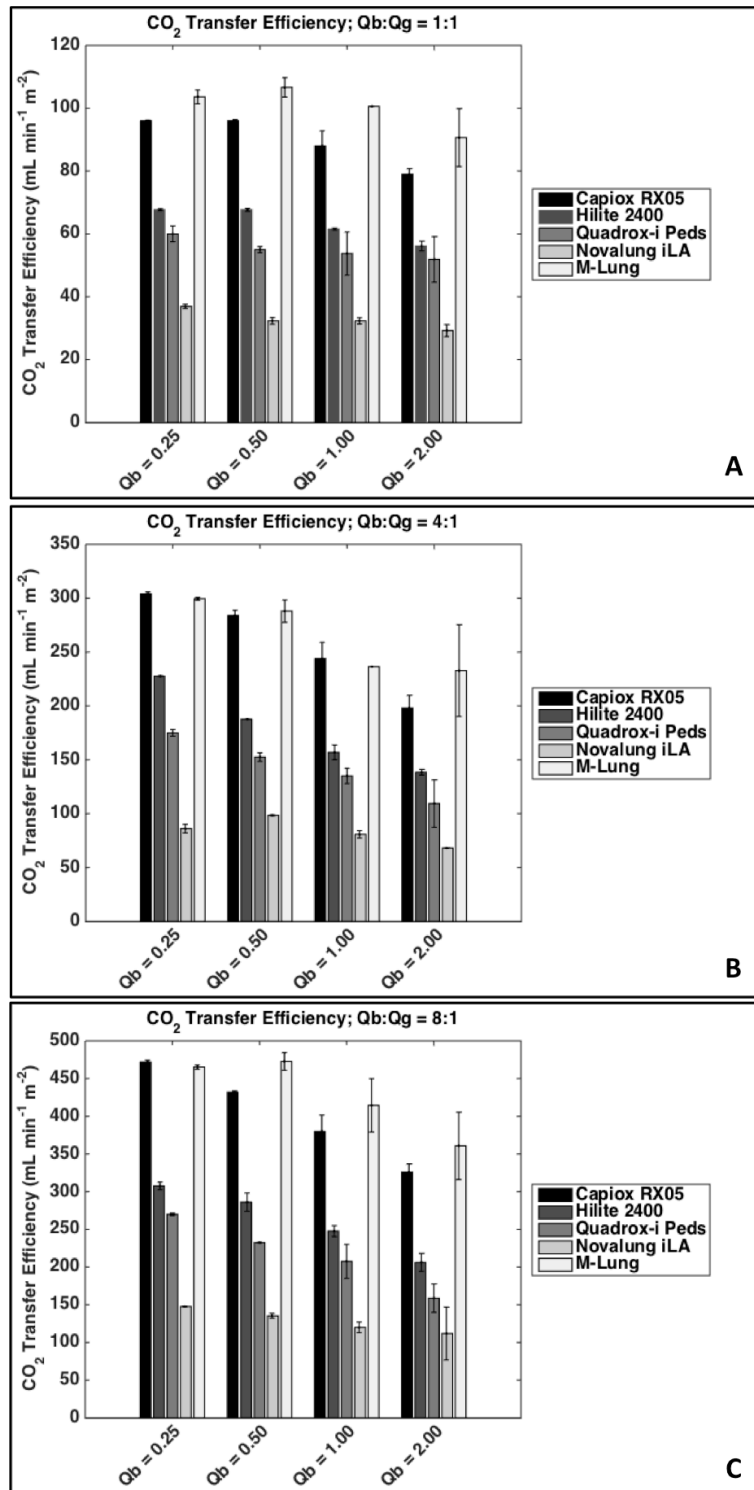 CO2 Transfer Efficiency; Qb:Qg = 1:1
CO2 Transfer Efficiency (mL min-1 m-2)
120
100
80
60
40
20
0
Qb = 0.25
Qb = 0.50
Qb = 1.00
Qb = 2.00
Capiox RX05
Hilite 2400
Quadrox-i Peds
Novalung iLA
M-Lung
A
CO2 Transfer Efficiency; Qb:Qg = 4:1
CO2 Transfer Efficiency (mL min-1 m-2)
350
300
250
200
150
100
50
0
Qb = 0.25
Qb = 0.50
Qb = 1.00
Qb = 2.00
Capiox RX05
Hilite 2400
Quadrox-i Peds
Novalung iLA
M-Lung
B
CO2 Transfer Efficiency; Qb:Qg = 8:1
CO2 Transfer Efficiency (mL min-1 m-2)
500
450
400
350
300
250
200
150
100
50
0
Qb = 0.25
Qb = 0.50
Qb = 1.00
Qb = 2.00
Capiox RX05
Hilite 2400
Quadrox-i Peds
Novalung iLA
M-Lung
C